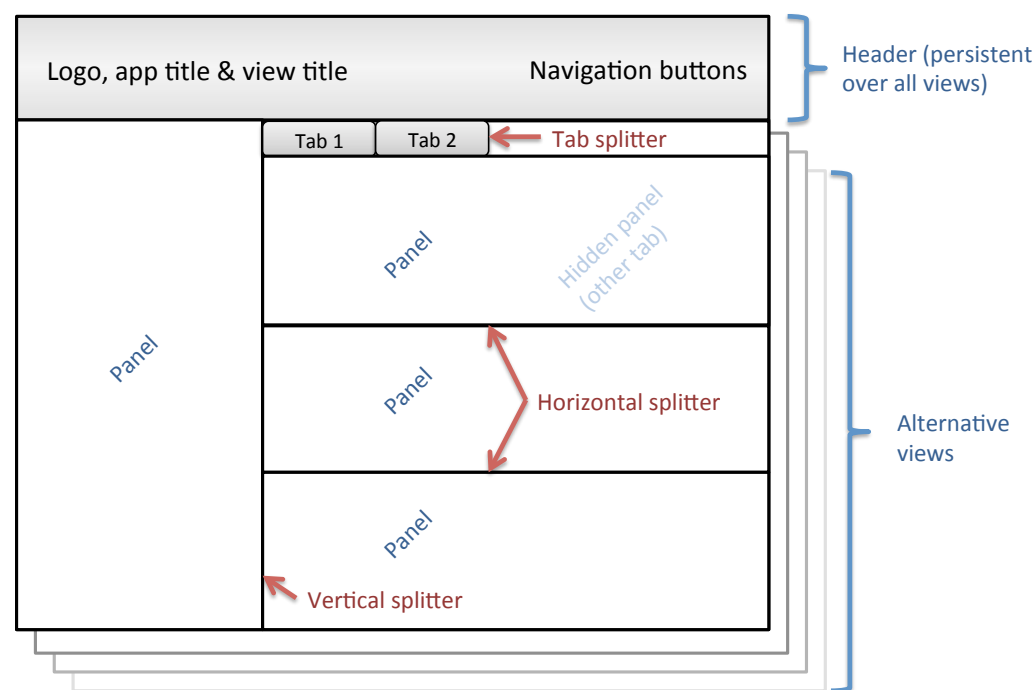 Logo, app title & view title
Navigation buttons
Header (persistent
over all views)
Tab 1
Tab 2
Tab splitter
Panel
Hidden panel
(other tab)
Panel
Panel
Horizontal splitter
Alternative
views
Panel
Vertical splitter